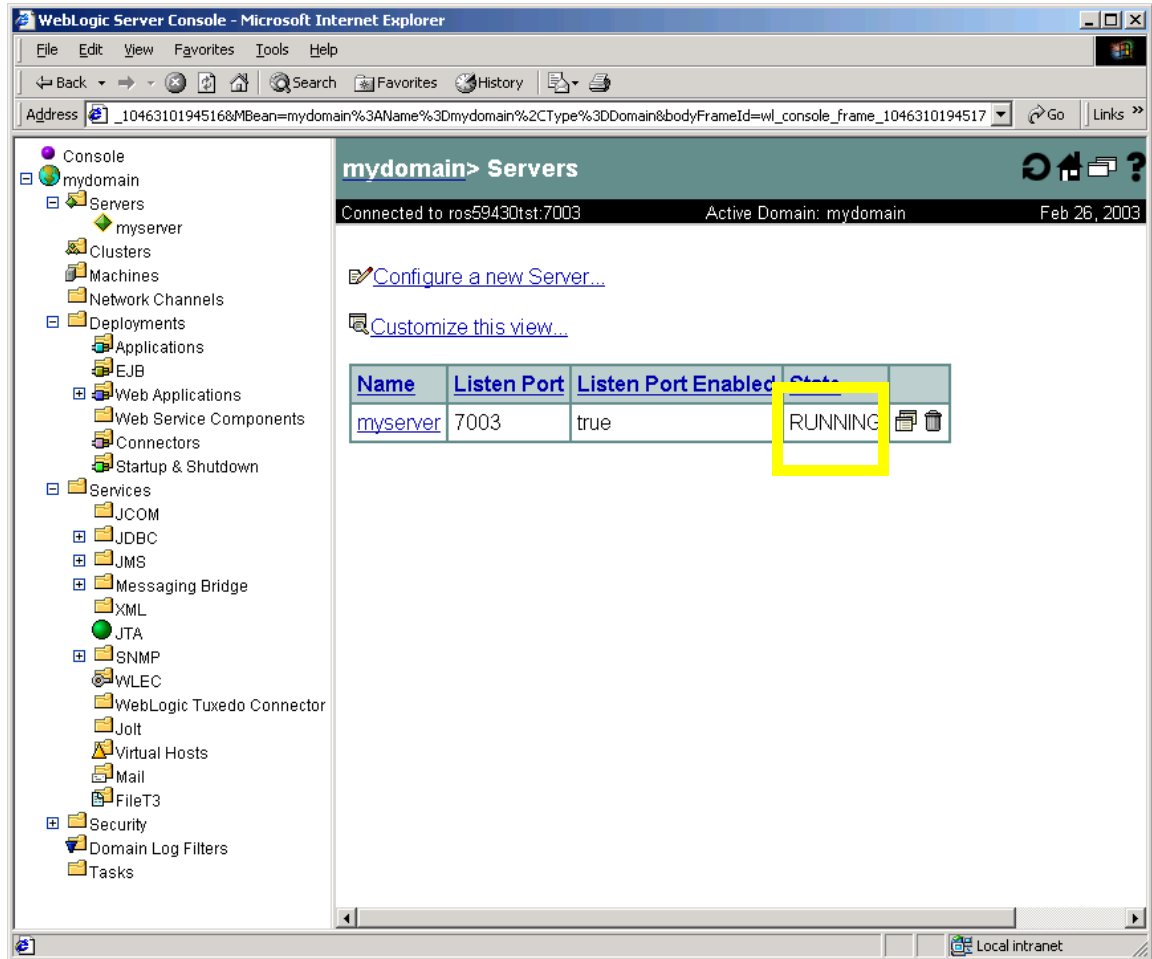 WebLogic Server Console - Microsoft Internet Explorer
File Edit View Favorites Tools Help
Back Search Favorites History
Address _1046310194516&MBean=mydomain%3AName%3Dmydomain%2CType%3DDomain&bodyFrameId=wl_console_frame_1046310194517 Go Links »
Console
mydomain
Servers
myserver
Clusters
Machines
Network Channels
Deployments
Applications
EJB
Web Applications
Web Service Components
Connectors
Startup & Shutdown
Services
JCOM
JDBC
JMS
Messaging Bridge
XML
JTA
SNMP
WLEC
WebLogic Tuxedo Connector
Jolt
Virtual Hosts
Mail
FileT3
Security
Domain Log Filters
Tasks
mydomain> Servers
?
Connected to ros59430tst:7003 Active Domain: mydomain Feb 26, 2003
Configure a new Server...
Customize this view...
Name Listen Port Listen Port Enabled State
myserver 7003 true RUNNING
Local intranet